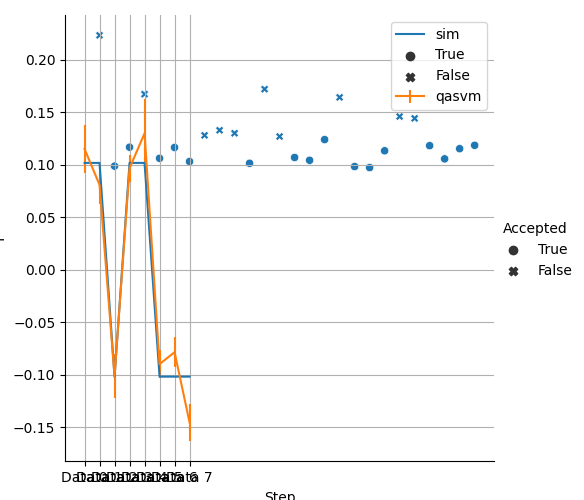 0.20
0.15
0.10
0.05
0.00
−0.05
−0.10
−0.15
sim
True
False
qasvm
Accepted
True
False
7
Step